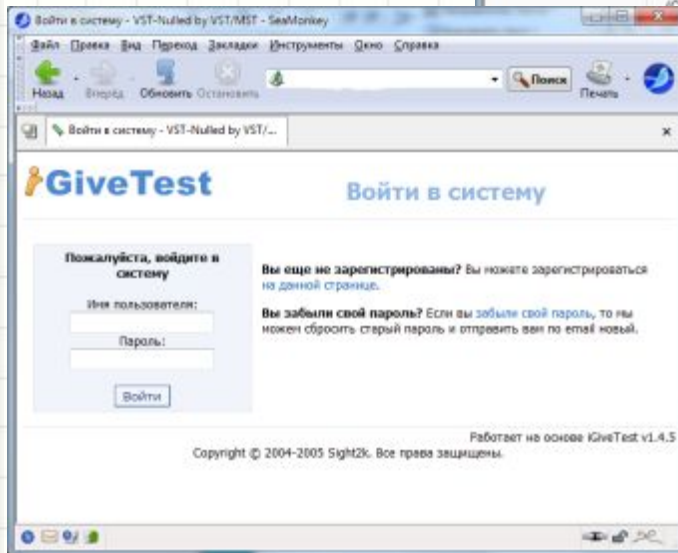 Войти в систему - VST-Nulled by VST/MST - SeaMonkey
Файл Правка Вид Переход Закладки Инструменты Окно Справка
Назад Вперёд Обновить Остановить Поиск Печать
Войти в систему - VST-Nulled by VST/...
iGiveTest
Войти в систему
Пожалуйста, войдите в
систему
Имя пользователя:
Пароль:
Войти
Вы еще не зарегистрированы? Вы можете зарегистрироваться
на данной странице.
Вы забыли свой пароль? Если вы забыли свой пароль, то мы
можем сбросить старый пароль и отправить вам по email новый.
Работает на основе iGiveTest v1.4.5
Copyright © 2004-2005 Sight2k. Все права защищены.